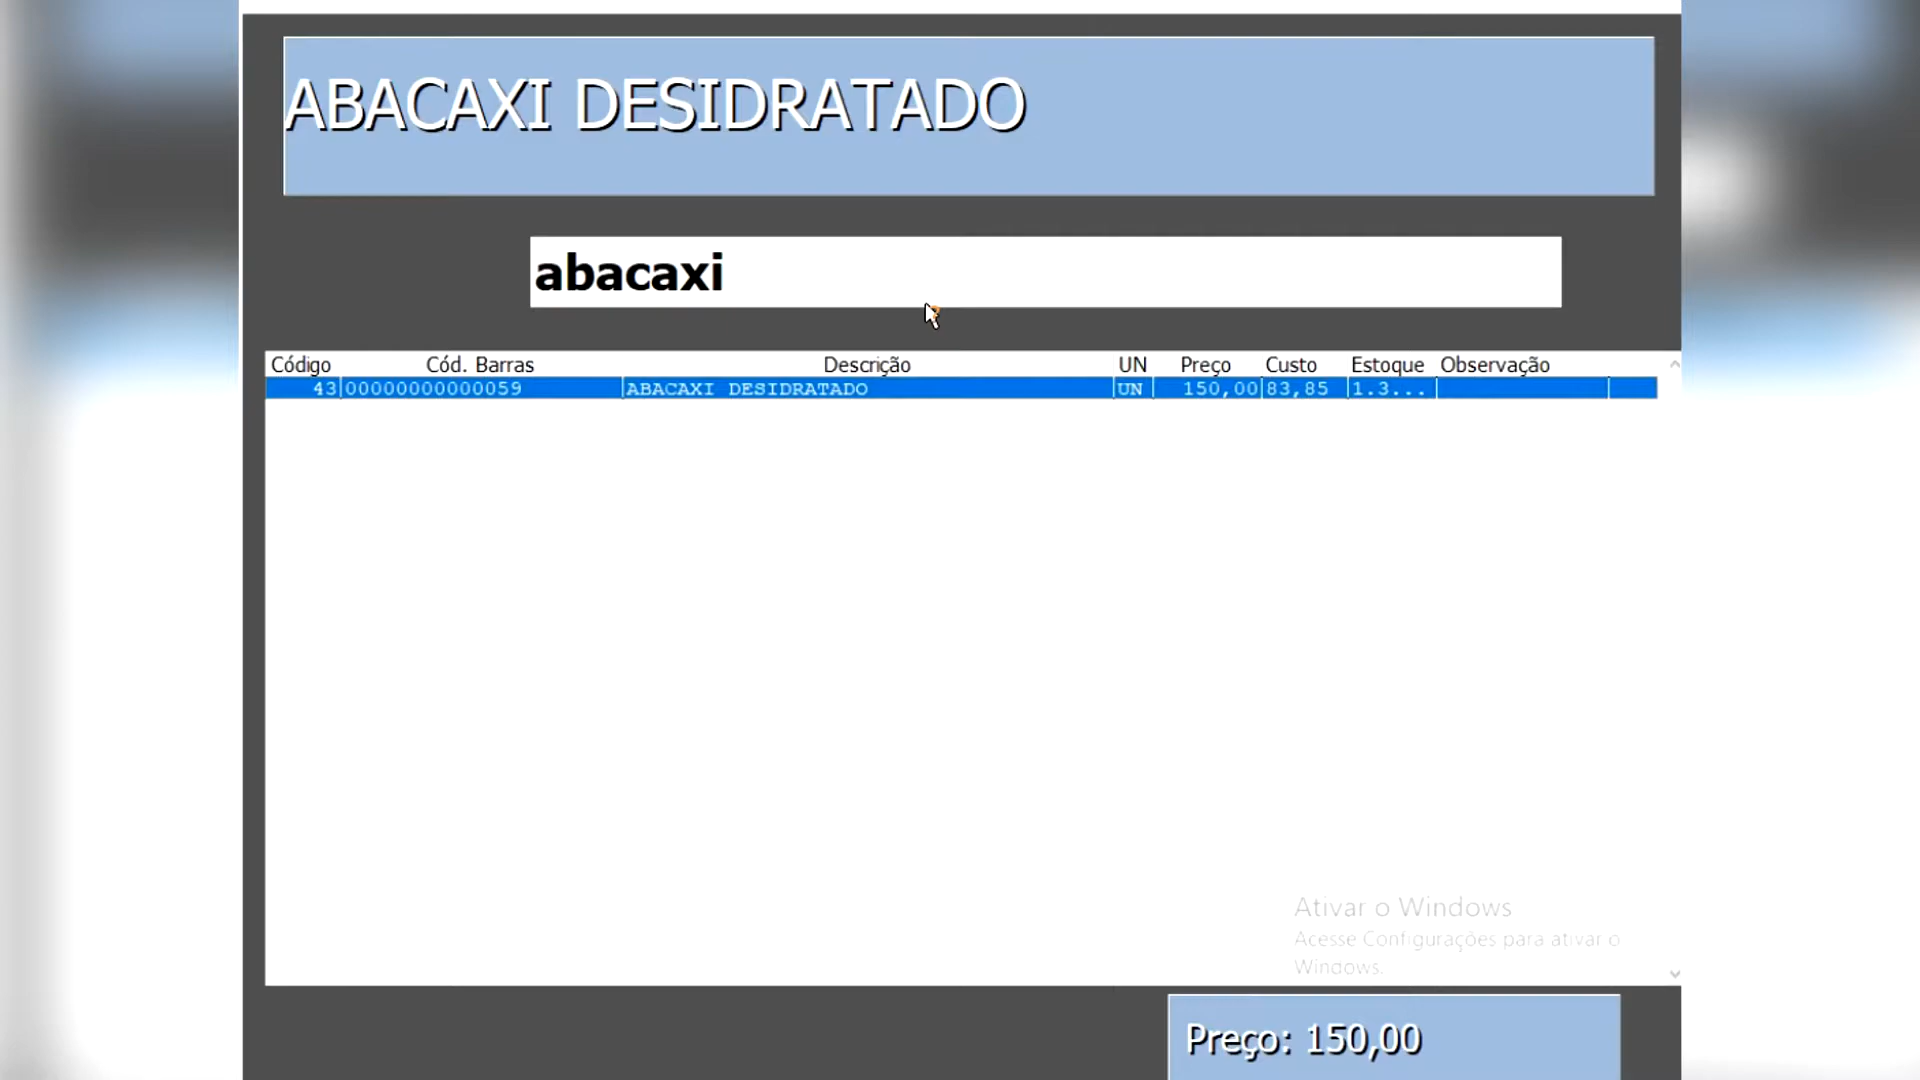 ABACAXI DESIDRATADO
abacaxi
Código Cód. Barras Descrição UN Preço Custo Estoque Observação
43 00000000000059 ABACAXI DESIDRATADO UN 150,00 83,85 1.3...
Ativar o Windows
Acesse Configurações para ativar o
Windows.
Preço: 150,00